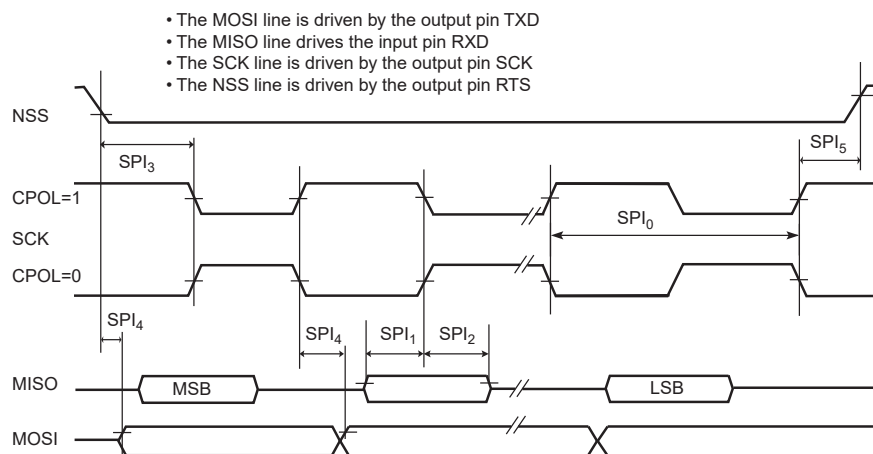 • The MOSI line is driven by the output pin TXD
• The MISO line drives the input pin RXD
• The SCK line is driven by the output pin SCK
• The NSS line is driven by the output pin RTS
NSS
SPI3
SPI5
CPOL=1
SPI0
SCK
CPOL=0
SPI4
SPI4
SPI1
SPI2
MISO
MSB
LSB
MOSI